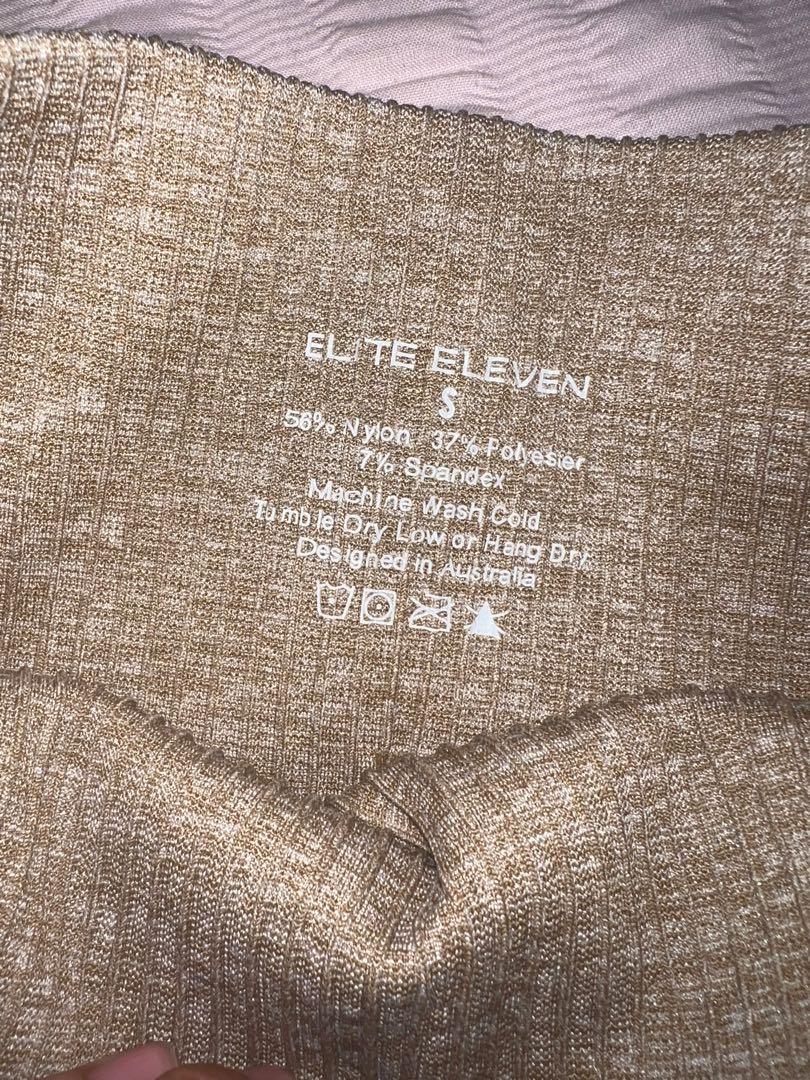 ELITE ELEVEN
S
56% Nylon 37% Polyester
7% Spandex
Machine Wash Cold
Tumble Dry Low or Hang Dry
Designed in Australia